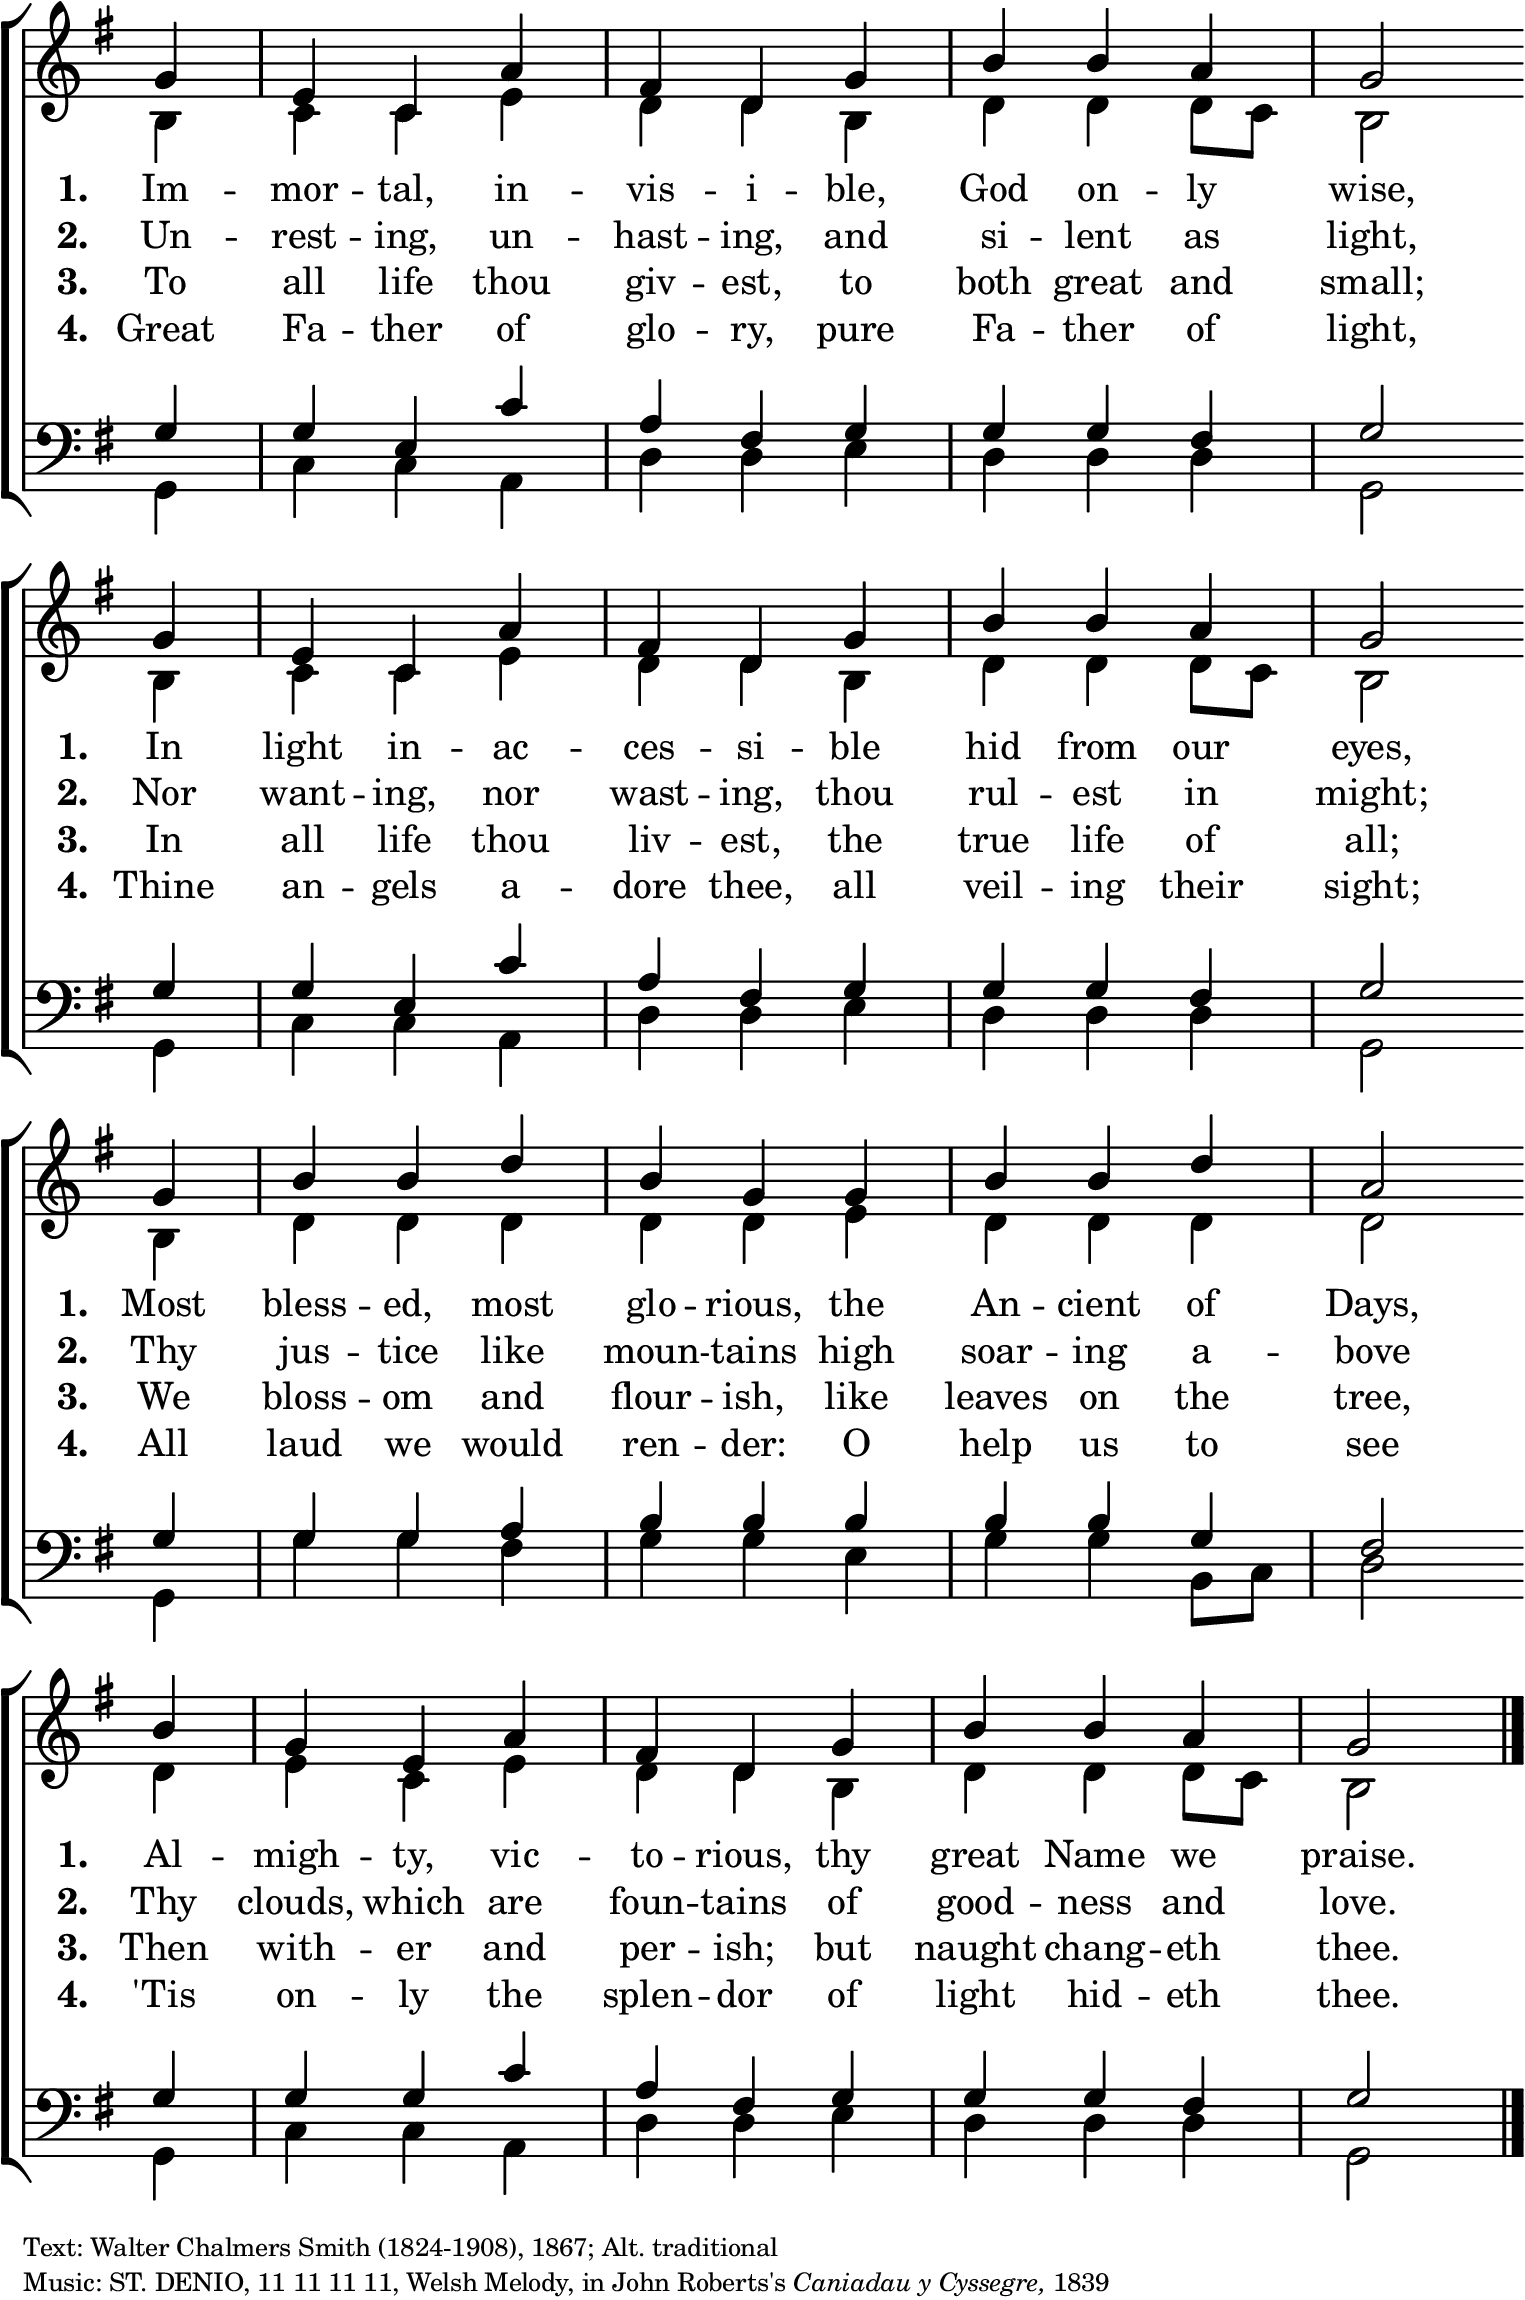 1. Im -- mor -- tal, in -- vis -- i -- ble, God on -- ly wise,
2. Un -- rest -- ing, un -- hast -- ing, and si -- lent as light,
3. To all life thou giv -- est, to both great and small;
4. Great Fa -- ther of glo -- ry, pure Fa -- ther of light,
1. In light in -- ac -- ces -- si -- ble hid from our eyes,
2. Nor want -- ing, nor wast -- ing, thou rul -- est in might;
3. In all life thou liv -- est, the true life of all;
4. Thine an -- gels a -- dore thee, all veil -- ing their sight;
1. Most bless -- ed, most glo -- rious, the An -- cient of Days,
2. Thy jus -- tice like moun -- tains high soar -- ing a -- bove
3. We bloss -- om and flour -- ish, like leaves on the tree,
4. All laud we would ren -- der: O help us to see
1. Al -- migh -- ty, vic -- to -- rious, thy great Name we praise.
2. Thy clouds, which are foun -- tains of good -- ness and love.
3. Then with -- er and per -- ish; but naught chang -- eth thee.
4. 'Tis on -- ly the splen -- dor of light hid -- eth thee.
Text: Walter Chalmers Smith (1824-1908), 1867; Alt. traditional
Music: ST. DENIO, 11 11 11 11, Welsh Melody, in John Roberts's Caniadau y Cyssegre, 1839